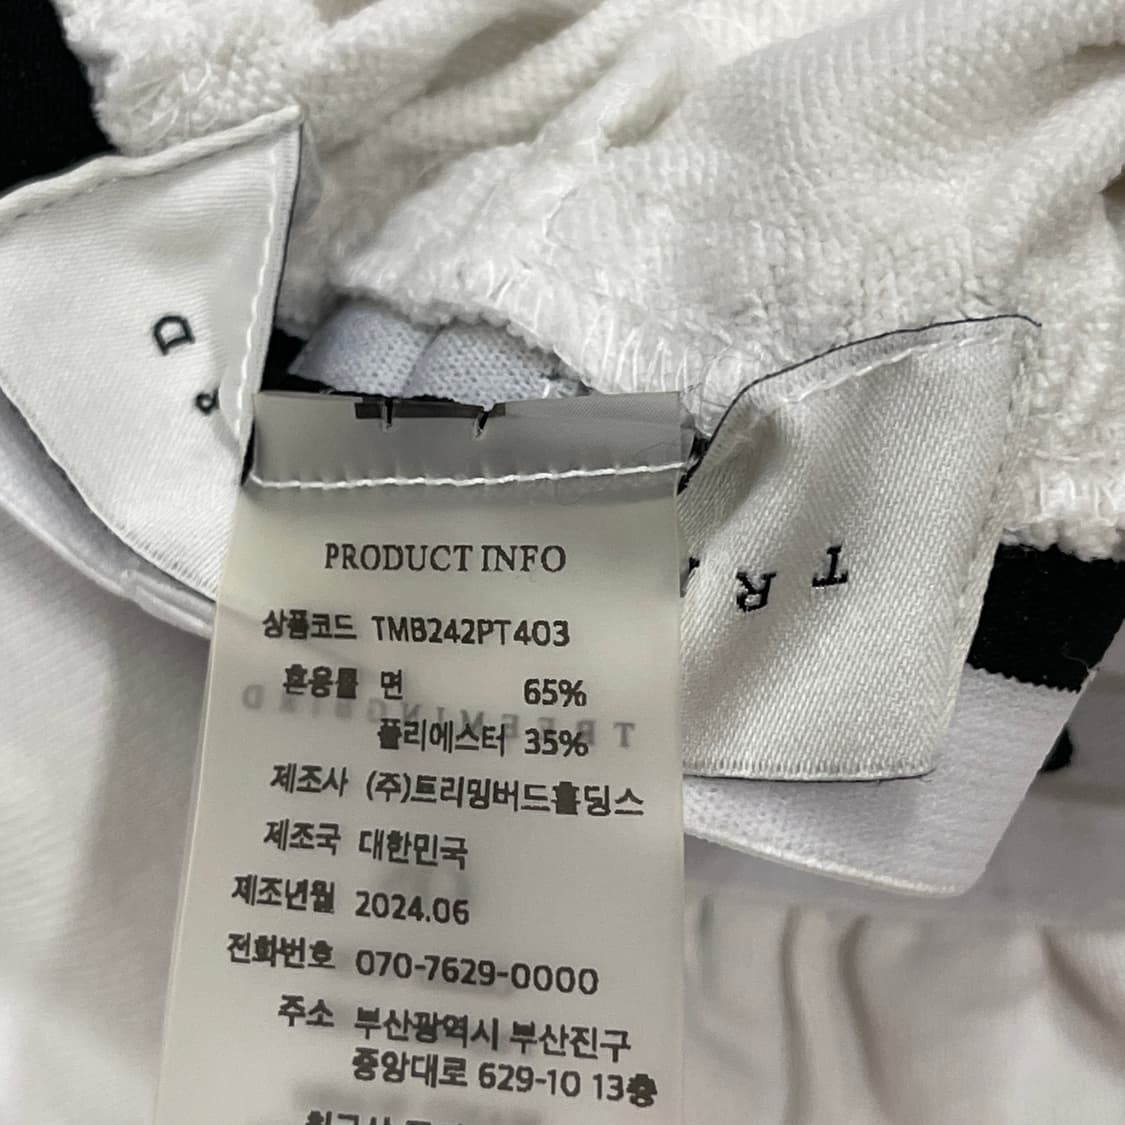 D
&
T R
PRODUCT INFO
상품코드 TMB242PT403
혼용률 면 65%
폴리에스터 35%
TREEMINGBIRD
제조사 (주)트리밍버드홀딩스
제조국 대한민국
제조년월 2024.06
전화번호 070-7629-0000
주소 부산광역시 부산진구
중앙대로 629-10 13층